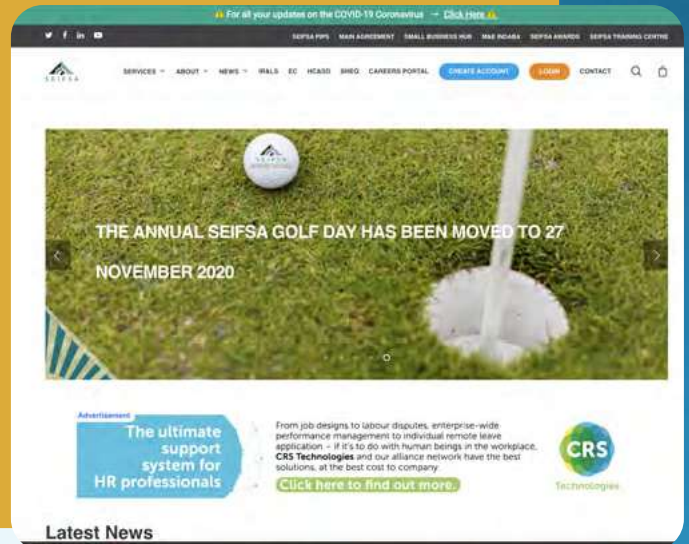 For all your updates on the COVID-19 Coronavirus → Click Here
SEIFSA PIPS MAIN AGREEMENT SMALL BUSINESS HUB M&E INDABA SEIFSA AWARDS SEIFSA TRAINING CENTRE
SEIFSA
SERVICES ABOUT NEWS IR&LS EC HC&SD SHEQ CAREERS PORTAL CREATE ACCOUNT LOGIN CONTACT
SEIFSA
THE ANNUAL SEIFSA GOLF DAY HAS BEEN MOVED TO 27
NOVEMBER 2020
Advertisement
The ultimate
support
system for
HR professionals
From job designs to labour disputes, enterprise-wide
performance management to individual remote leave
application – if it's to do with human beings in the workplace,
CRS Technologies and our alliance network have the best
solutions, at the best cost to company
Click here to find out more.
CRS
Technologies
Latest News